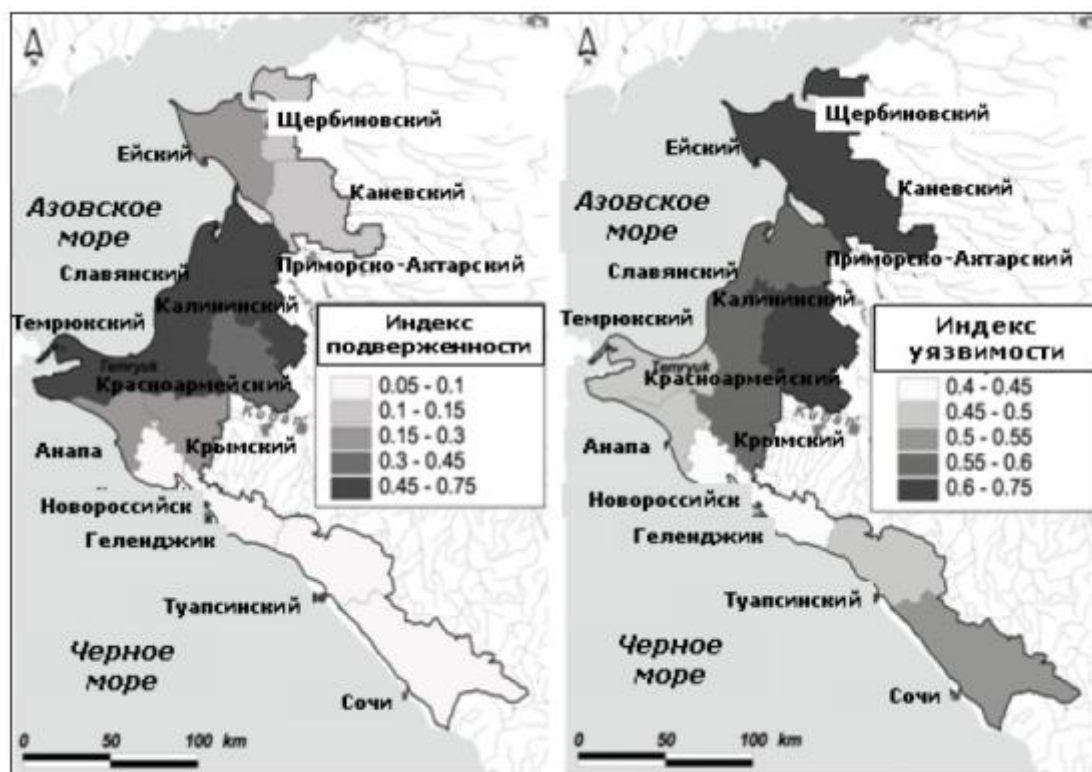 N
Щербиновский
Ейский
Каневский
Азовское
море
Приморско-Ахтарский
Славянский
Калининский
Темрюкский
Temryuk
Красноармейский
Анапа
Крымский
Новороссийск
Геленджик
Туапсинский
Черное
море
Сочи
Индекс
подверженности
0.05 - 0.1
0.1 - 0.15
0.15 - 0.3
0.3 - 0.45
0.45 - 0.75
0 50 100 km
N
Щербиновский
Ейский
Каневский
Азовское
море
Приморско-Ахтарский
Славянский
Калининский
Темрюкский
Temryuk
Красноармейский
Анапа
Крымский
Новороссийск
Геленджик
Туапсинский
Черное
море
Сочи
Индекс
уязвимости
0.4 - 0.45
0.45 - 0.5
0.5 - 0.55
0.55 - 0.6
0.6 - 0.75
0 50 100 km